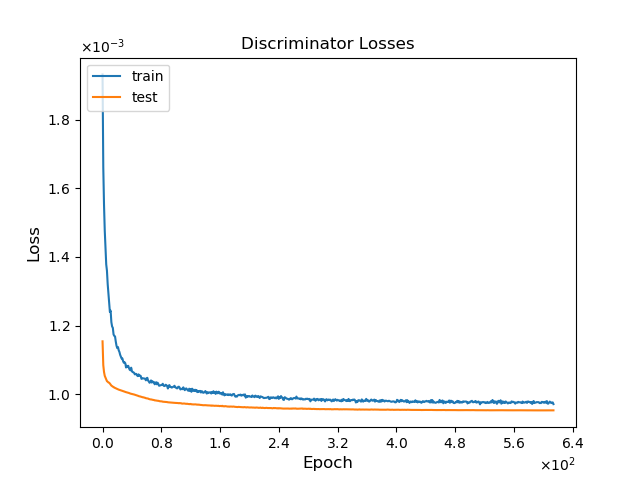 Discriminator Losses
×10⁻³
train
test
1.8
1.6
1.4
1.2
1.0
Loss
0.0 0.8 1.6 2.4 3.2 4.0 4.8 5.6 6.4
Epoch
×10²